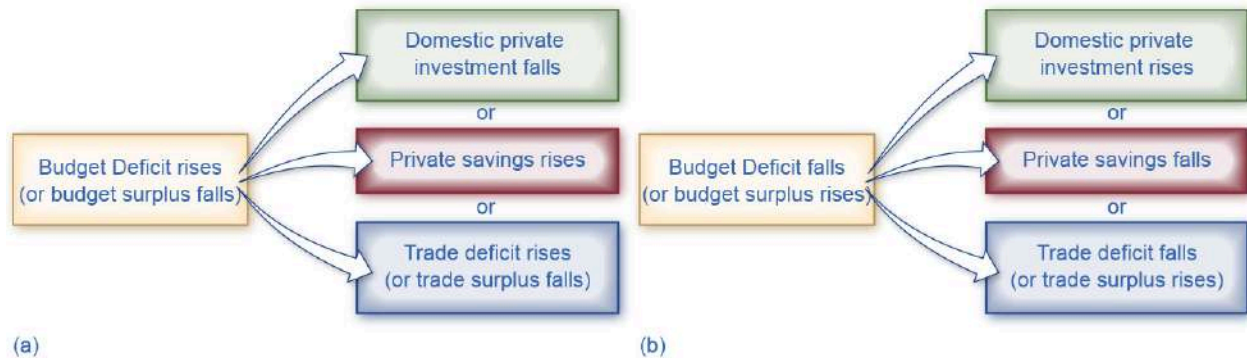 Budget Deficit rises
(or budget surplus falls)
Domestic private
investment falls
or
Private savings rises
or
Trade deficit rises
(or trade surplus falls)
(a)
Budget Deficit falls
(or budget surplus rises)
Domestic private
investment rises
or
Private savings falls
or
Trade deficit falls
(or trade surplus rises)
(b)